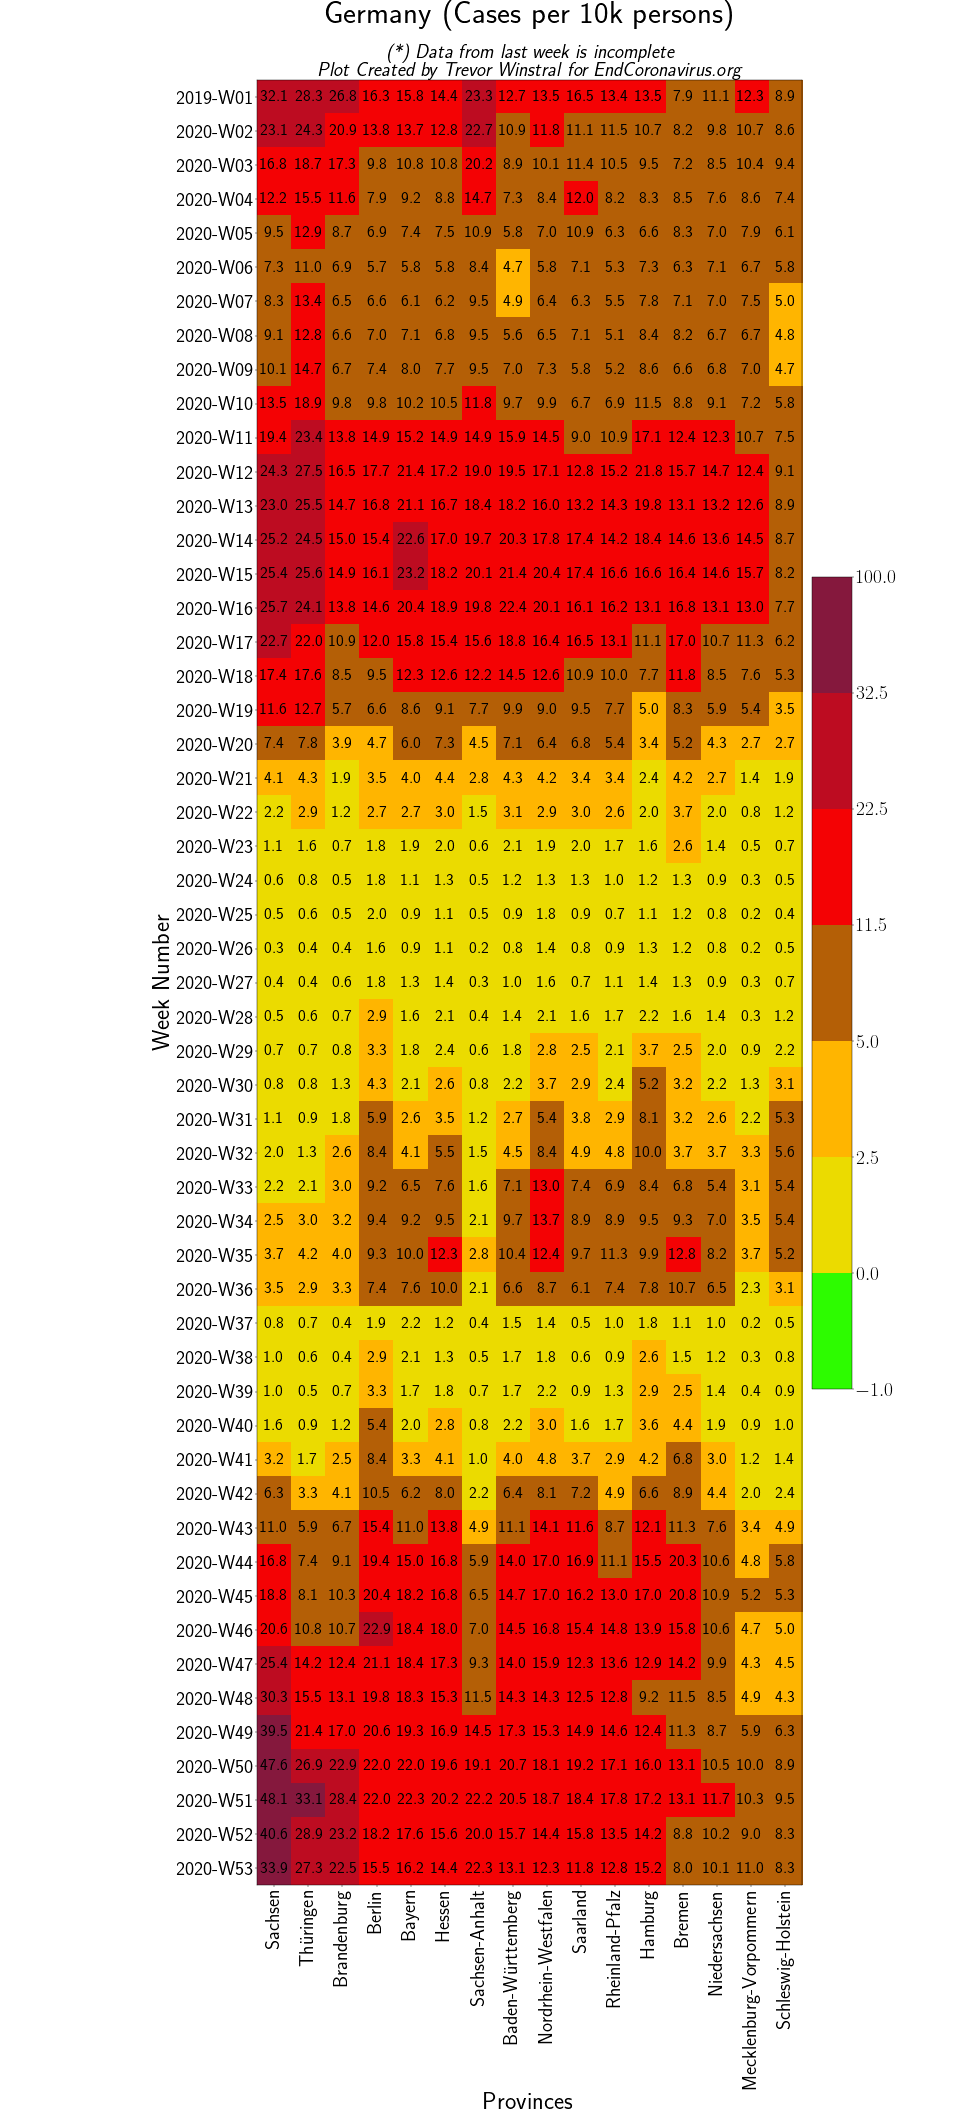 Germany (Cases per 10k persons)
(*) Data from last week is incomplete
Plot Created by Trevor Winstral for EndCoronavirus.org
2019-W01 32.1 28.3 26.8 16.3 15.8 14.4 23.3 12.7 13.5 16.5 13.4 13.5 7.9 11.1 12.3 8.9
2020-W02 23.1 24.3 20.9 13.8 13.7 12.8 22.7 10.9 11.8 11.1 11.5 10.7 8.2 9.8 10.7 8.6
2020-W03 16.8 18.7 17.3 9.8 10.8 10.8 20.2 8.9 10.1 11.4 10.5 9.5 7.2 8.5 10.4 9.4
2020-W04 12.2 15.5 11.6 7.9 9.2 8.8 14.7 7.3 8.4 12.0 8.2 8.3 8.5 7.6 8.6 7.4
2020-W05 9.5 12.9 8.7 6.9 7.4 7.5 10.9 5.8 7.0 10.9 6.3 6.6 8.3 7.0 7.9 6.1
2020-W06 7.3 11.0 6.9 5.7 5.8 5.8 8.4 4.7 5.8 7.1 5.3 7.3 6.3 7.1 6.7 5.8
2020-W07 8.3 13.4 6.5 6.6 6.1 6.2 9.5 4.9 6.4 6.3 5.5 7.8 7.1 7.0 7.5 5.0
2020-W08 9.1 12.8 6.6 7.0 7.1 6.8 9.5 5.6 6.5 7.1 5.1 8.4 8.2 6.7 6.7 4.8
2020-W09 10.1 14.7 6.7 7.4 8.0 7.7 9.5 7.0 7.3 5.8 5.2 8.6 6.6 6.8 7.0 4.7
2020-W10 13.5 18.9 9.8 9.8 10.2 10.5 11.8 9.7 9.9 6.7 6.9 11.5 8.8 9.1 7.2 5.8
2020-W11 19.4 23.4 13.8 14.9 15.2 14.9 14.9 15.9 14.5 9.0 10.9 17.1 12.4 12.3 10.7 7.5
2020-W12 24.3 27.5 16.5 17.7 21.4 17.2 19.0 19.5 17.1 12.8 15.2 21.8 15.7 14.7 12.4 9.1
2020-W13 23.0 25.5 14.7 16.8 21.1 16.7 18.4 18.2 16.0 13.2 14.3 19.8 13.1 13.2 12.6 8.9
2020-W14 25.2 24.5 15.0 15.4 22.6 17.0 19.7 20.3 17.8 17.4 14.2 18.4 14.6 13.6 14.5 8.7
2020-W15 25.4 25.6 14.9 16.1 23.2 18.2 20.1 21.4 20.4 17.4 16.6 16.6 16.4 14.6 15.7 8.2
2020-W16 25.7 24.1 13.8 14.6 20.4 18.9 19.8 22.4 20.1 16.1 16.2 13.1 16.8 13.1 13.0 7.7
2020-W17 22.7 22.0 10.9 12.0 15.8 15.4 15.6 18.8 16.4 16.5 13.1 11.1 17.0 10.7 11.3 6.2
2020-W18 17.4 17.6 8.5 9.5 12.3 12.6 12.2 14.5 12.6 10.9 10.0 7.7 11.8 8.5 7.6 5.3
2020-W19 11.6 12.7 5.7 6.6 8.6 9.1 7.7 9.9 9.0 9.5 7.7 5.0 8.3 5.9 5.4 3.5
2020-W20 7.4 7.8 3.9 4.7 6.0 7.3 4.5 7.1 6.4 6.8 5.4 3.4 5.2 4.3 2.7 2.7
2020-W21 4.1 4.3 1.9 3.5 4.0 4.4 2.8 4.3 4.2 3.4 3.4 2.4 4.2 2.7 1.4 1.9
2020-W22 2.2 2.9 1.2 2.7 2.7 3.0 1.5 3.1 2.9 3.0 2.6 2.0 3.7 2.0 0.8 1.2
2020-W23 1.1 1.6 0.7 1.8 1.9 2.0 0.6 2.1 1.9 2.0 1.7 1.6 2.6 1.4 0.5 0.7
2020-W24 0.6 0.8 0.5 1.8 1.1 1.3 0.5 1.2 1.3 1.3 1.0 1.2 1.3 0.9 0.3 0.5
2020-W25 0.5 0.6 0.5 2.0 0.9 1.1 0.5 0.9 1.8 0.9 0.7 1.1 1.2 0.8 0.2 0.4
2020-W26 0.3 0.4 0.4 1.6 0.9 1.1 0.2 0.8 1.4 0.8 0.9 1.3 1.2 0.8 0.2 0.5
2020-W27 0.4 0.4 0.6 1.8 1.3 1.4 0.3 1.0 1.6 0.7 1.1 1.4 1.3 0.9 0.3 0.7
2020-W28 0.5 0.6 0.7 2.9 1.6 2.1 0.4 1.4 2.1 1.6 1.7 2.2 1.6 1.4 0.3 1.2
2020-W29 0.7 0.7 0.8 3.3 1.8 2.4 0.6 1.8 2.8 2.5 2.1 3.7 2.5 2.0 0.9 2.2
2020-W30 0.8 0.8 1.3 4.3 2.1 2.6 0.8 2.2 3.7 2.9 2.4 5.2 3.2 2.2 1.3 3.1
2020-W31 1.1 0.9 1.8 5.9 2.6 3.5 1.2 2.7 5.4 3.8 2.9 8.1 3.2 2.6 2.2 5.3
2020-W32 2.0 1.3 2.6 8.4 4.1 5.5 1.5 4.5 8.4 4.9 4.8 10.0 3.7 3.7 3.3 5.6
2020-W33 2.2 2.1 3.0 9.2 6.5 7.6 1.6 7.1 13.0 7.4 6.9 8.4 6.8 5.4 3.1 5.4
2020-W34 2.5 3.0 3.2 9.4 9.2 9.5 2.1 9.7 13.7 8.9 8.9 9.5 9.3 7.0 3.5 5.4
2020-W35 3.7 4.2 4.0 9.3 10.0 12.3 2.8 10.4 12.4 9.7 11.3 9.9 12.8 8.2 3.7 5.2
2020-W36 3.5 2.9 3.3 7.4 7.6 10.0 2.1 6.6 8.7 6.1 7.4 7.8 10.7 6.5 2.3 3.1
2020-W37 0.8 0.7 0.4 1.9 2.2 1.2 0.4 1.5 1.4 0.5 1.0 1.8 1.1 1.0 0.2 0.5
2020-W38 1.0 0.6 0.4 2.9 2.1 1.3 0.5 1.7 1.8 0.6 0.9 2.6 1.5 1.2 0.3 0.8
2020-W39 1.0 0.5 0.7 3.3 1.7 1.8 0.7 1.7 2.2 0.9 1.3 2.9 2.5 1.4 0.4 0.9
2020-W40 1.6 0.9 1.2 5.4 2.0 2.8 0.8 2.2 3.0 1.6 1.7 3.6 4.4 1.9 0.9 1.0
2020-W41 3.2 1.7 2.5 8.4 3.3 4.1 1.0 4.0 4.8 3.7 2.9 4.2 6.8 3.0 1.2 1.4
2020-W42 6.3 3.3 4.1 10.5 6.2 8.0 2.2 6.4 8.1 7.2 4.9 6.6 8.9 4.4 2.0 2.4
2020-W43 11.0 5.9 6.7 15.4 11.0 13.8 4.9 11.1 14.1 11.6 8.7 12.1 11.3 7.6 3.4 4.9
2020-W44 16.8 7.4 9.1 19.4 15.0 16.8 5.9 14.0 17.0 16.9 11.1 15.5 20.3 10.6 4.8 5.8
2020-W45 18.8 8.1 10.3 20.4 18.2 16.8 6.5 14.7 17.0 16.2 13.0 17.0 20.8 10.9 5.2 5.3
2020-W46 20.6 10.8 10.7 22.9 18.4 18.0 7.0 14.5 16.8 15.4 14.8 13.9 15.8 10.6 4.7 5.0
2020-W47 25.4 14.2 12.4 21.1 18.4 17.3 9.3 14.0 15.9 12.3 13.6 12.9 14.2 9.9 4.3 4.5
2020-W48 30.3 15.5 13.1 19.8 18.3 15.3 11.5 14.3 14.3 12.5 12.8 9.2 11.5 8.5 4.9 4.3
2020-W49 39.5 21.4 17.0 20.6 19.3 16.9 14.5 17.3 15.3 14.9 14.6 12.4 11.3 8.7 5.9 6.3
2020-W50 47.6 26.9 22.9 22.0 22.0 19.6 19.1 20.7 18.1 19.2 17.1 16.0 13.1 10.5 10.0 8.9
2020-W51 48.1 33.1 28.4 22.0 22.3 20.2 22.2 20.5 18.7 18.4 17.8 17.2 13.1 11.7 10.3 9.5
2020-W52 40.6 28.9 23.2 18.2 17.6 15.6 20.0 15.7 14.4 15.8 13.5 14.2 8.8 10.2 9.0 8.3
2020-W53 33.9 27.3 22.5 15.5 16.2 14.4 22.3 13.1 12.3 11.8 12.8 15.2 8.0 10.1 11.0 8.3
Week Number
Sachsen
Thüringen
Brandenburg
Berlin
Bayern
Hessen
Sachsen-Anhalt
Baden-Württemberg
Nordrhein-Westfalen
Saarland
Rheinland-Pfalz
Hamburg
Bremen
Niedersachsen
Mecklenburg-Vorpommern
Schleswig-Holstein
Provinces
100.0
32.5
22.5
11.5
5.0
2.5
0.0
−1.0